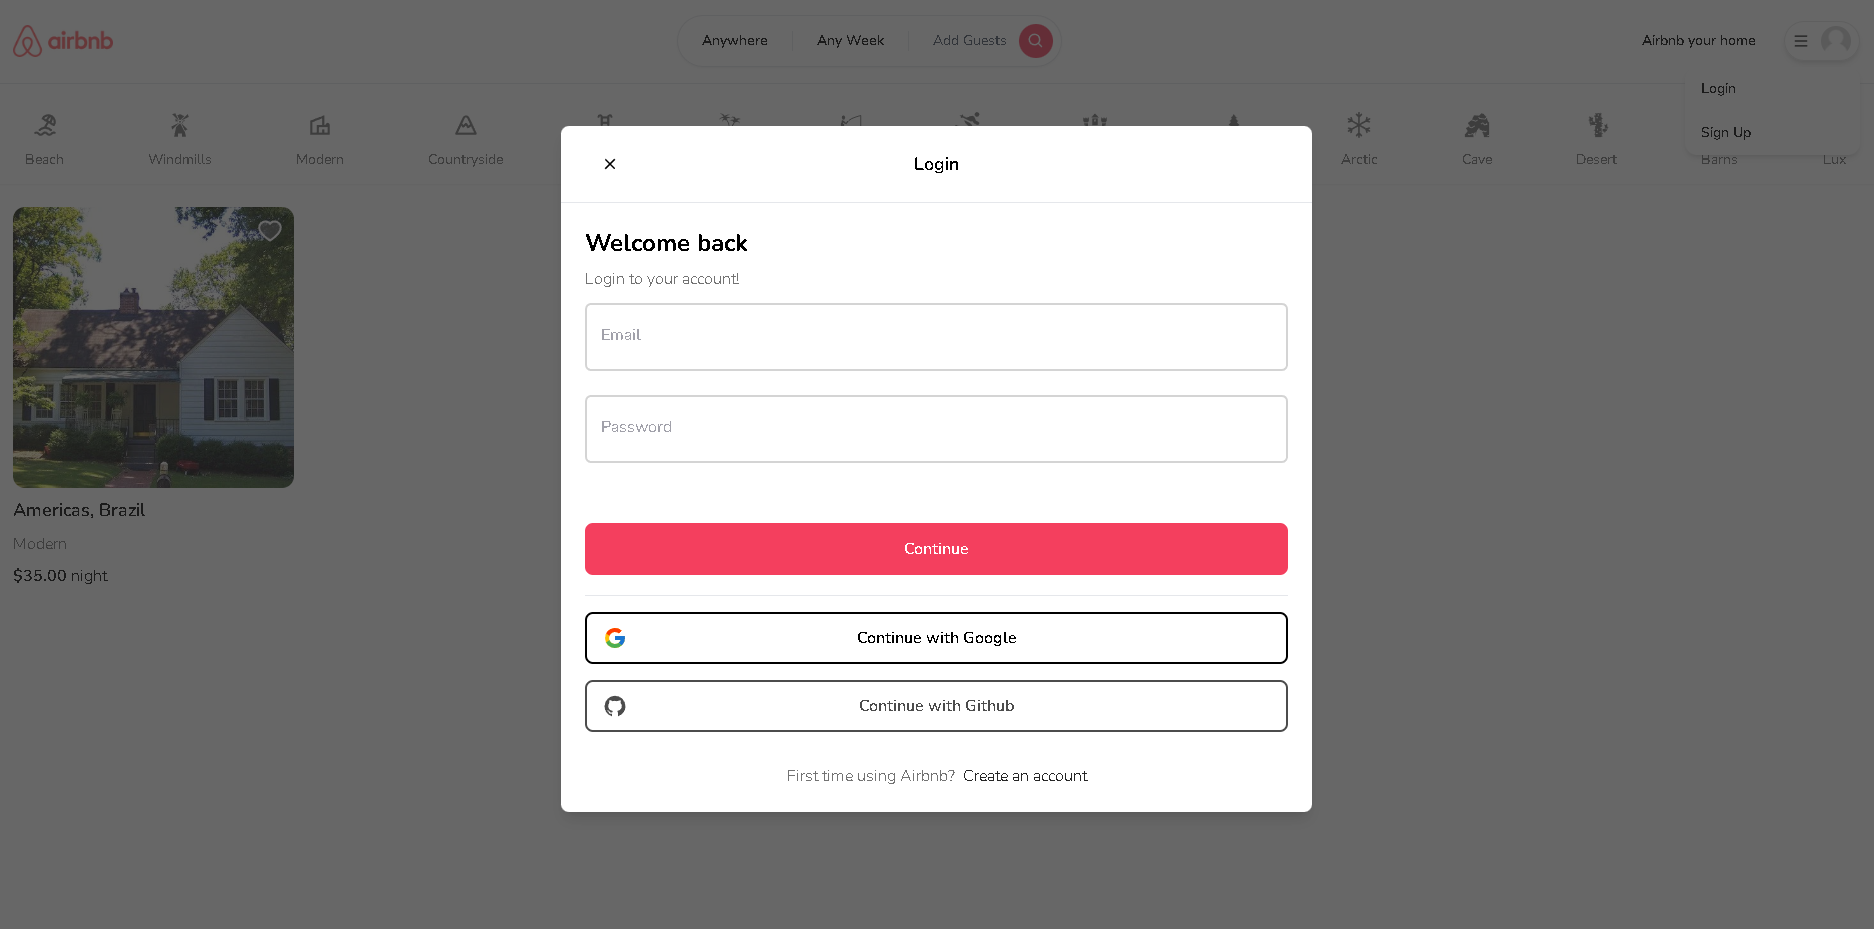 airbnb
Anywhere
Any Week
Add Guests
Airbnb your home
Login
Sign Up
Beach
Windmills
Modern
Countryside
Arctic
Cave
Desert
Barns
Lux
Login
Welcome back
Login to your account!
Email
Password
Continue
Continue with Google
Continue with Github
First time using Airbnb? Create an account
Americas, Brazil
Modern
$35.00 night